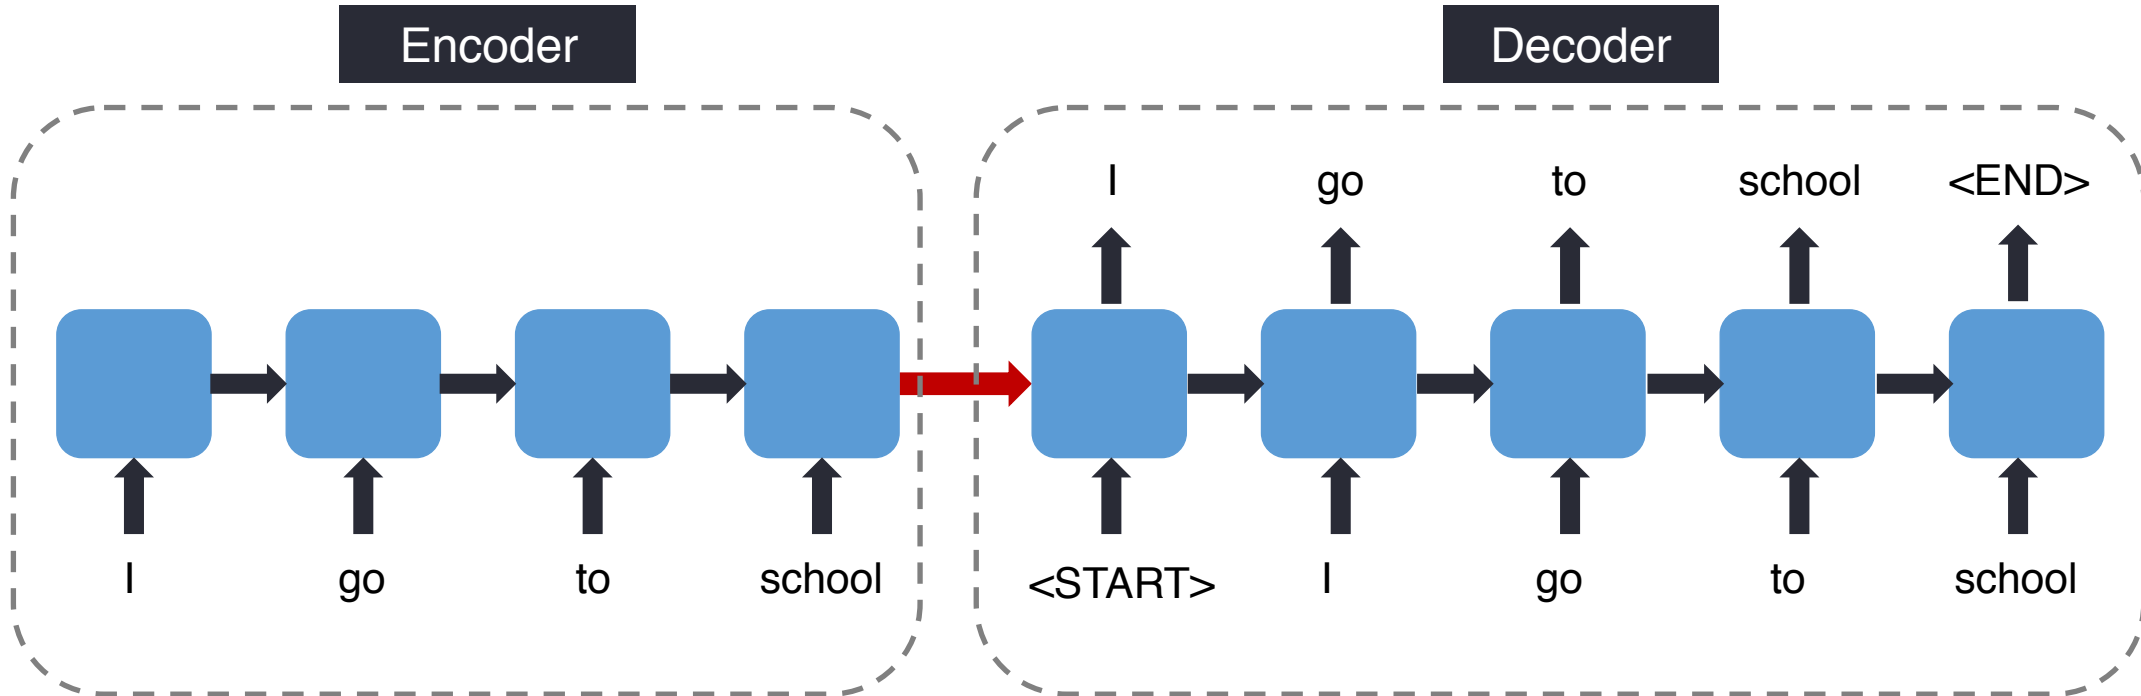 Encoder
Decoder
I go to school <END>
I go to school <START> I go to school